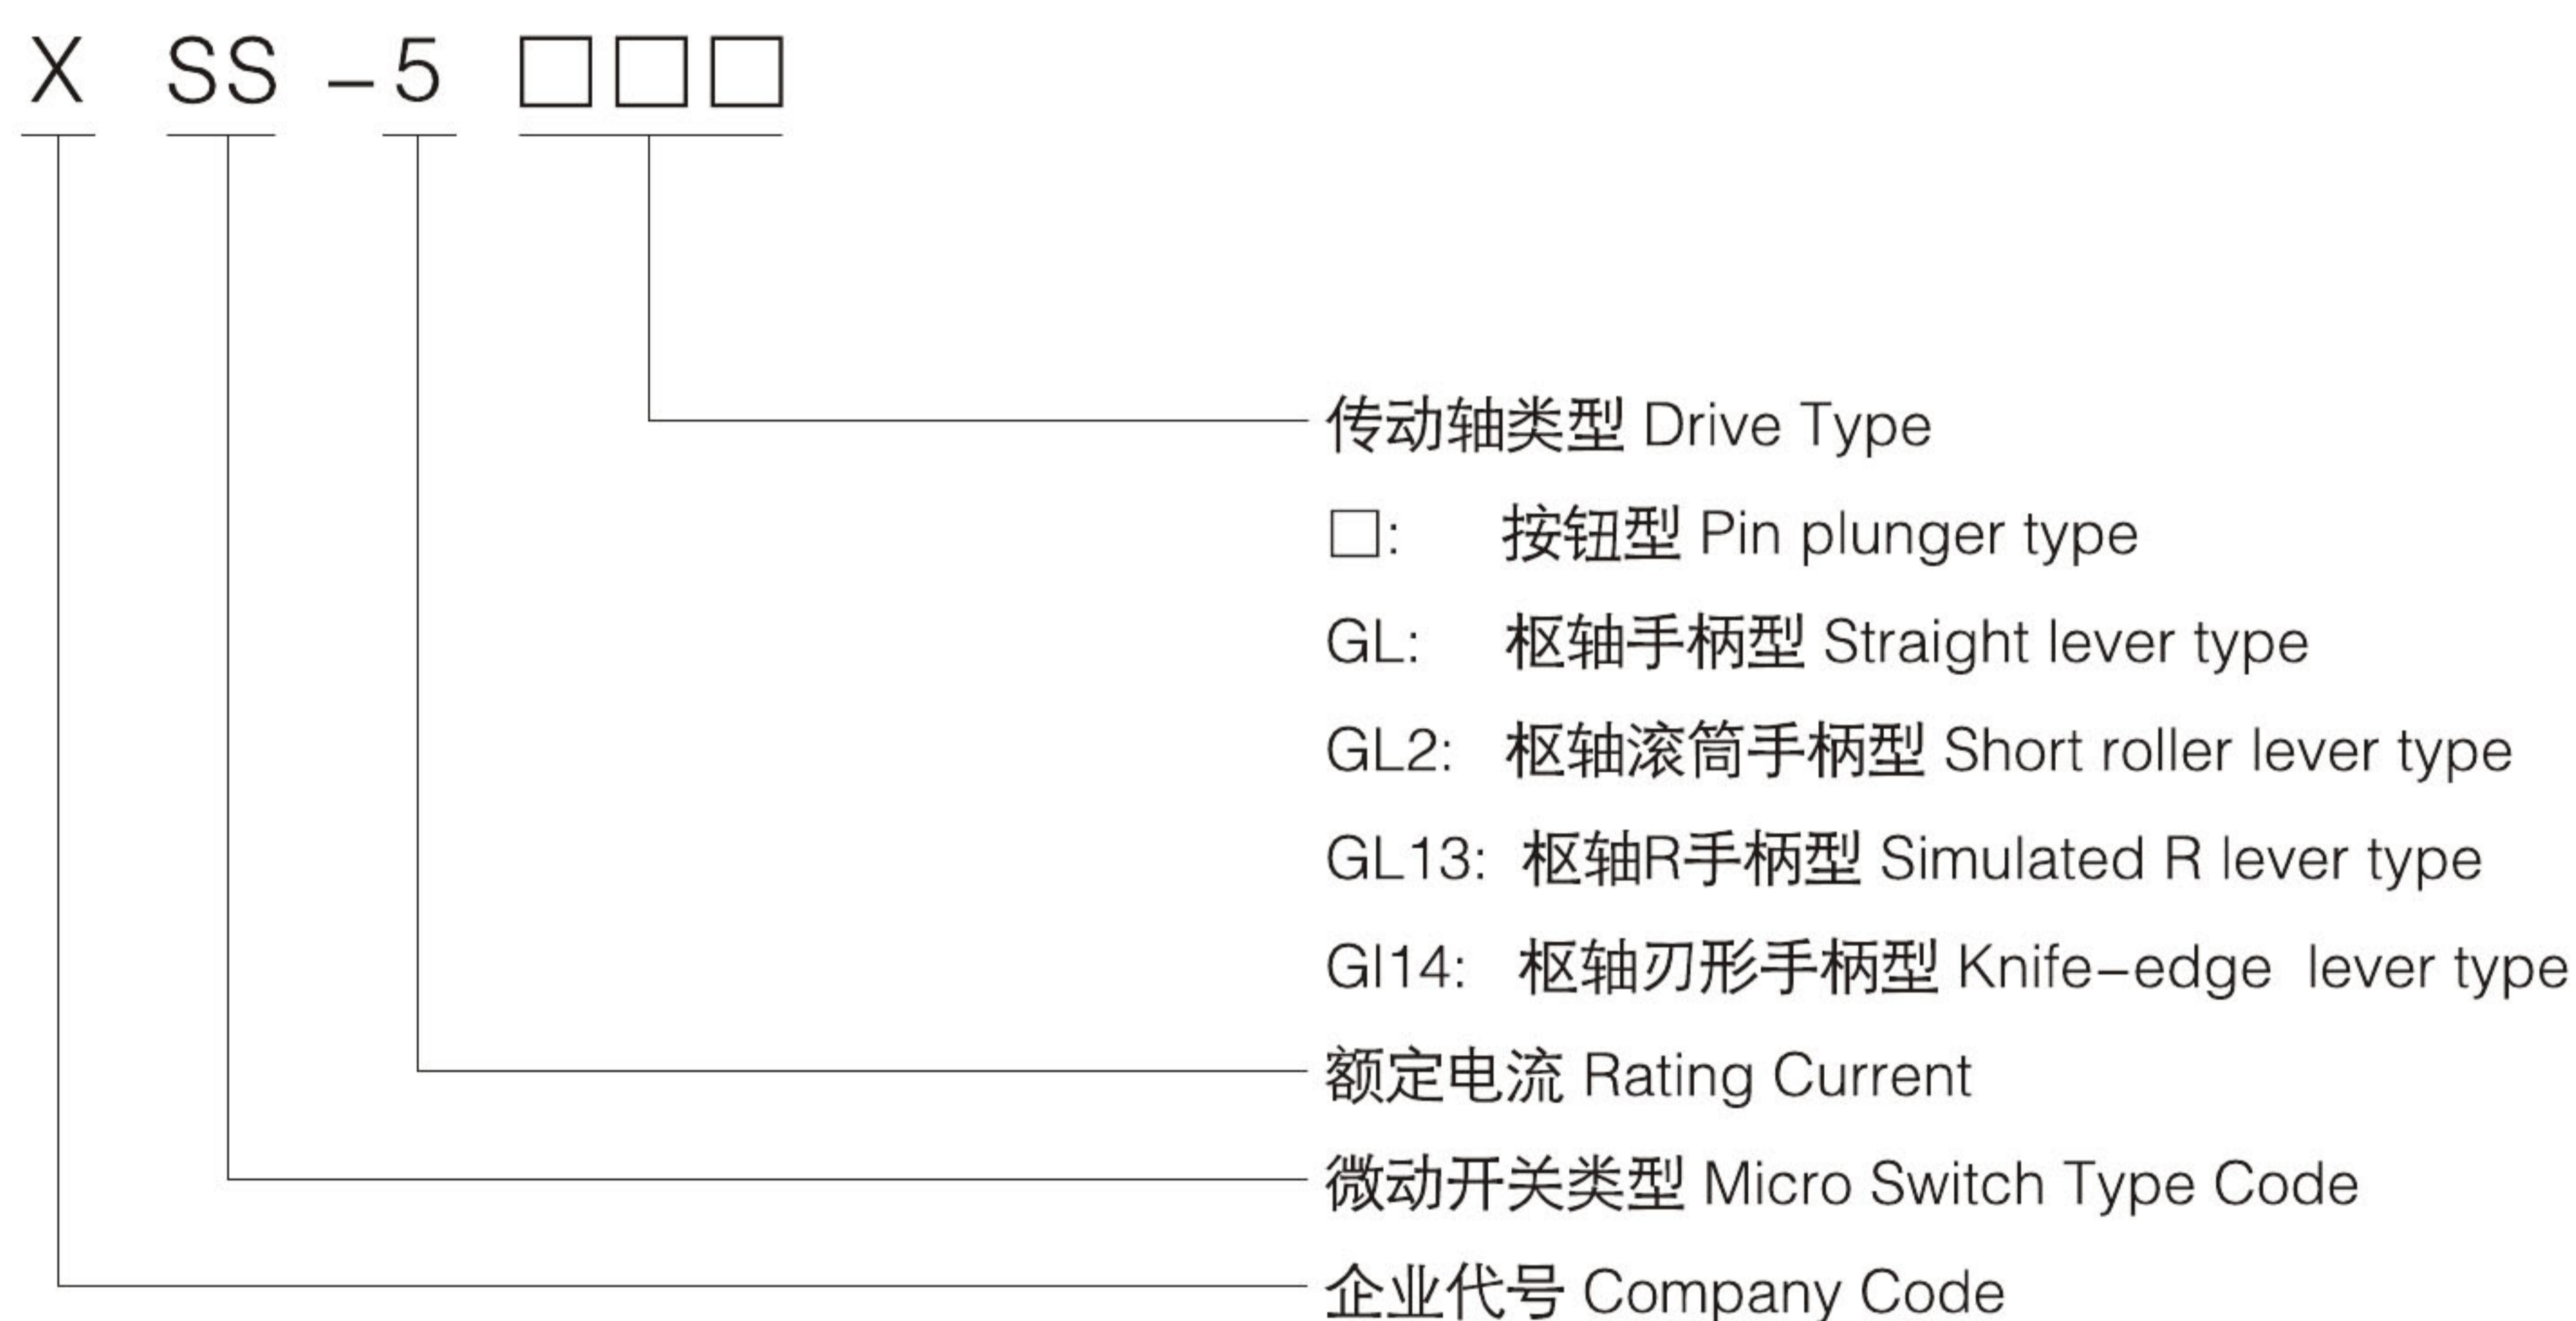 X SS –5 □□□
传动轴类型 Drive Type
□: 按钮型 Pin plunger type
GL: 枢轴手柄型 Straight lever type
GL2: 枢轴滚筒手柄型 Short roller lever type
GL13: 枢轴R手柄型 Simulated R lever type
Gl14: 枢轴刃形手柄型 Knife–edge lever type
额定电流 Rating Current
微动开关类型 Micro Switch Type Code
企业代号 Company Code